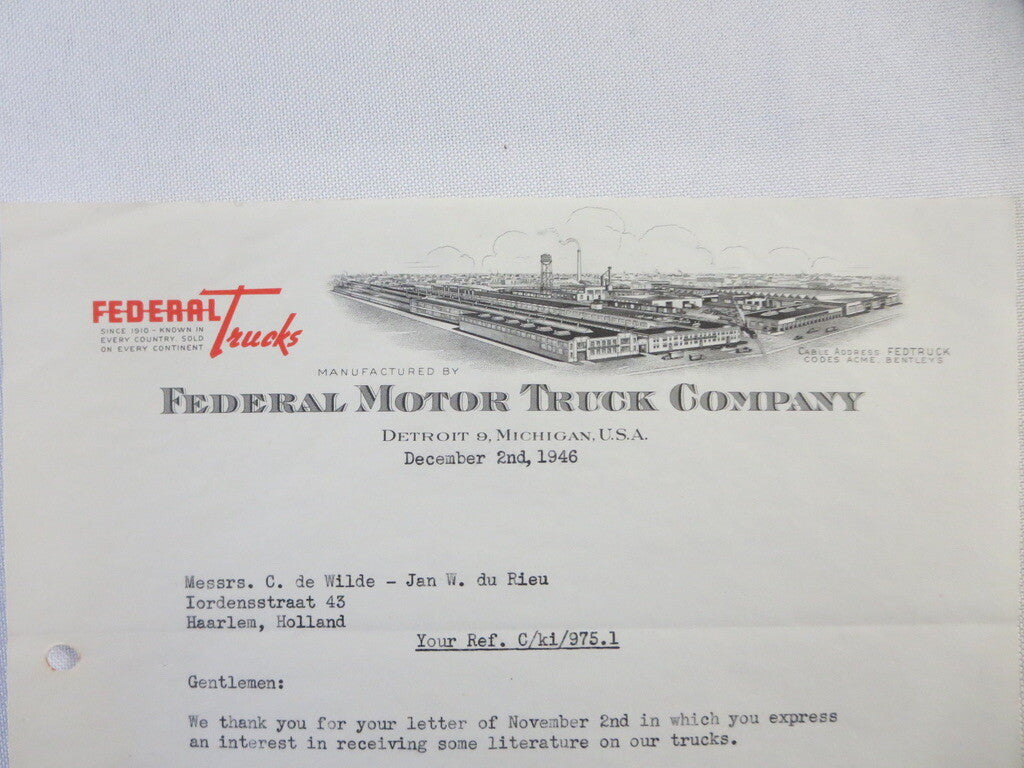 FEDERAL Trucks
SINCE 1910 - KNOWN IN
EVERY COUNTRY. SOLD
ON EVERY CONTINENT
CABLE ADDRESS FEDTRUCK
CODES ACME, BENTLEYS
MANUFACTURED BY
FEDERAL MOTOR TRUCK COMPANY
DETROIT 9, MICHIGAN, U.S.A.
December 2nd, 1946
Messrs. C. de Wilde - Jan W. du Rieu
Iordensstraat 43
Haarlem, Holland
Your Ref. C/ki/975.1
Gentlemen:
We thank you for your letter of November 2nd in which you express
an interest in receiving some literature on our trucks.